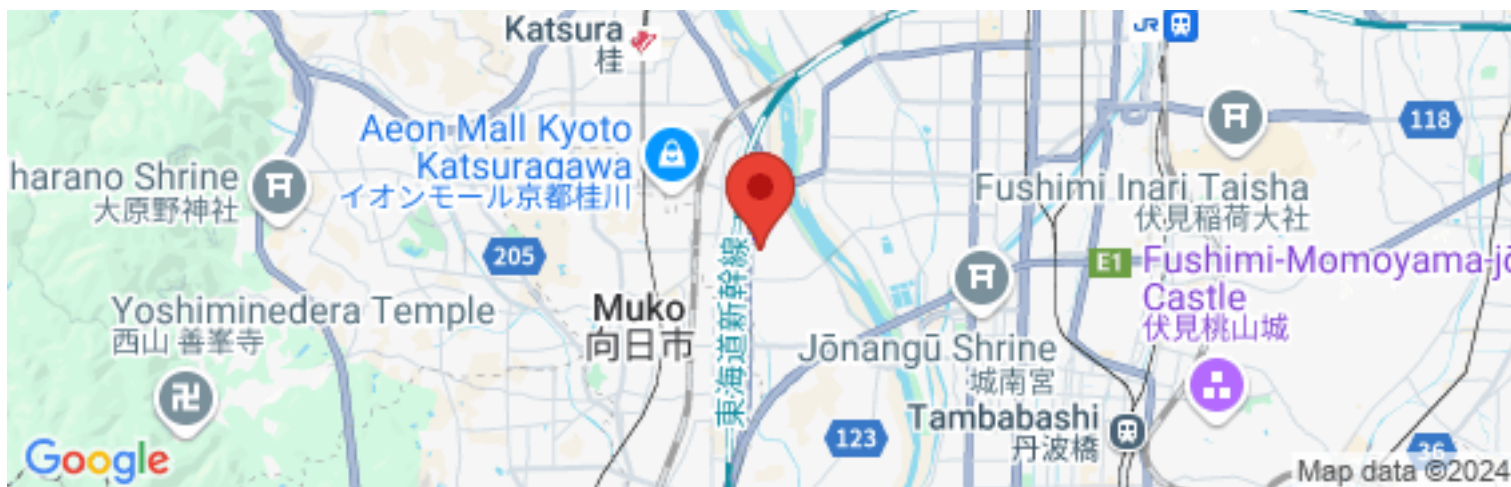 Katsura
桂
JR
Aeon Mall Kyoto
Katsuragawa
イオンモール京都桂川
118
harano Shrine
大原野神社
Fushimi Inari Taisha
伏見稲荷大社
205
東海道新幹線
E1
Fushimi-Momoyama-jō
Castle
伏見桃山城
Yoshiminedera Temple
西山 善峯寺
Muko
向日市
Jōnangū Shrine
城南宮
Tambabashi
丹波橋
123
36
Google
Map data ©2024